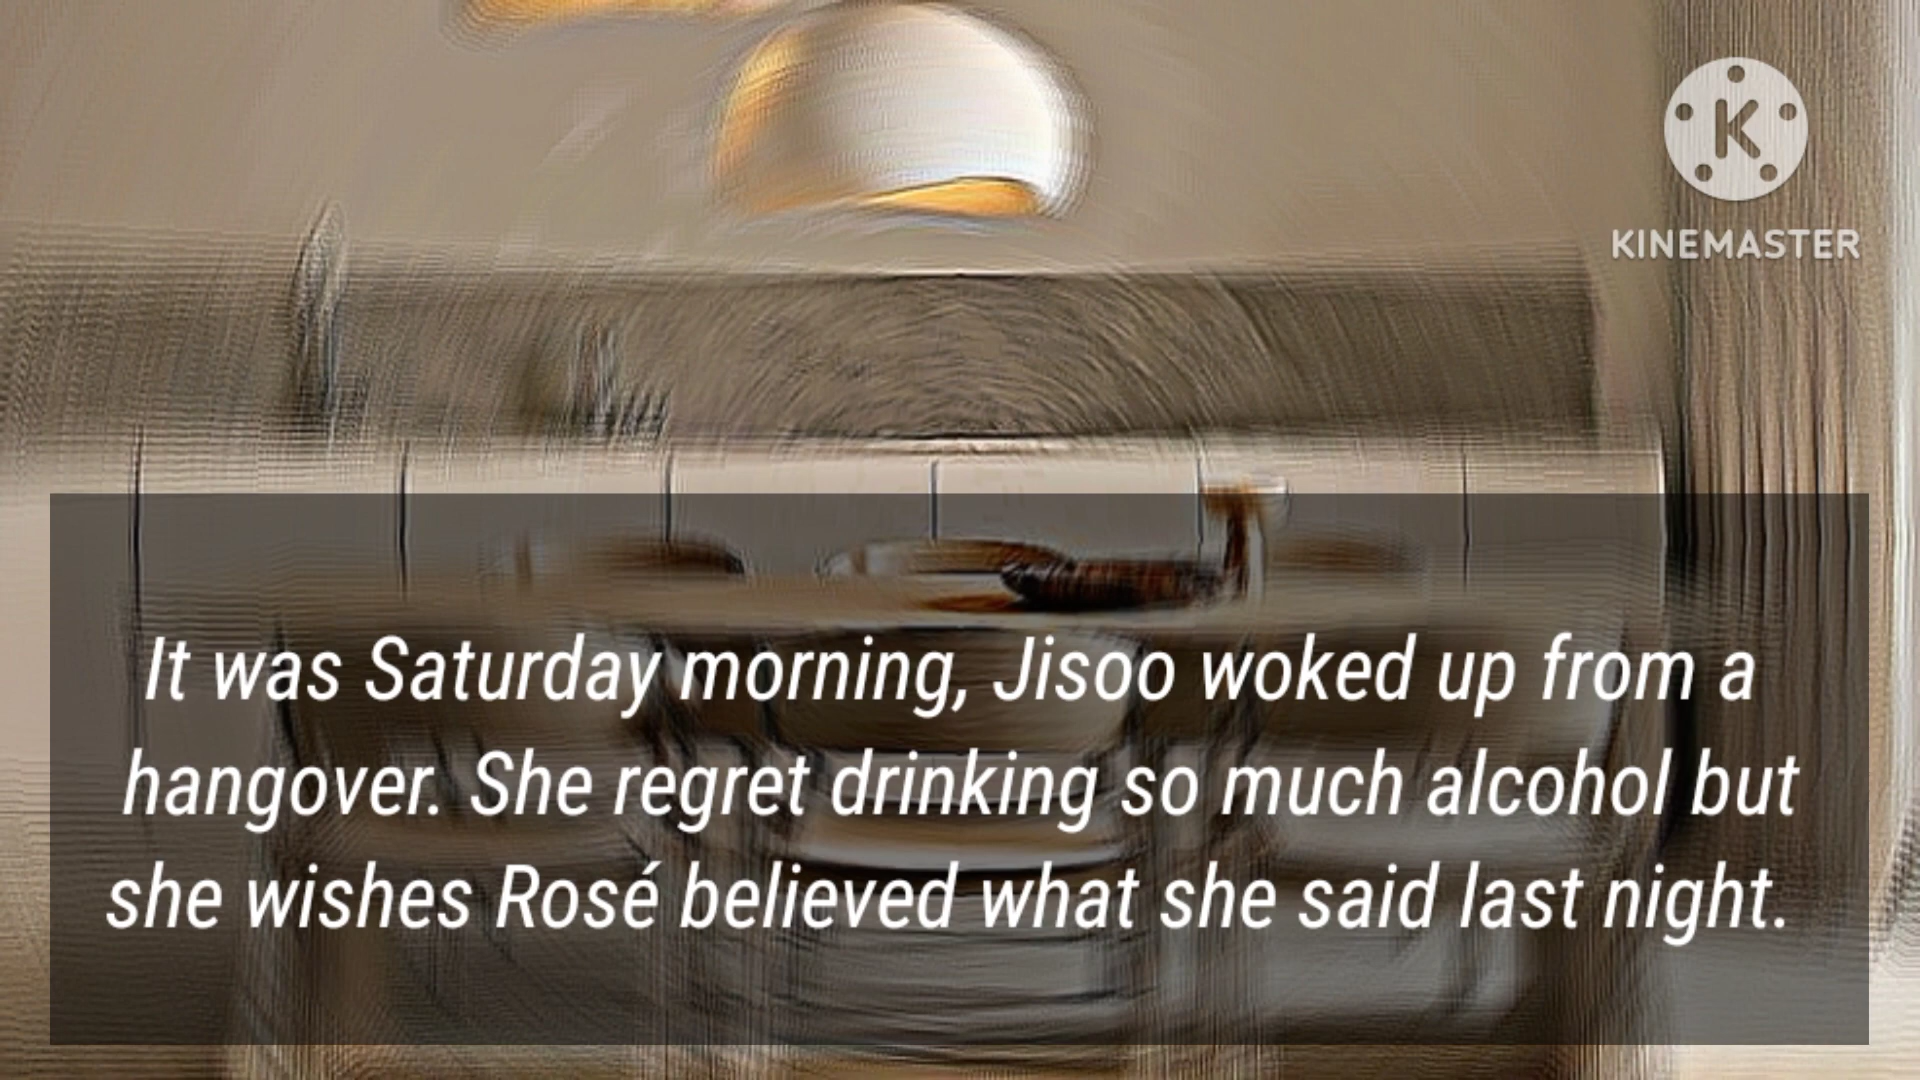 KINEMASTER
It was Saturday morning, Jisoo woked up from a
hangover. She regret drinking so much alcohol but
she wishes Rosé believed what she said last night.